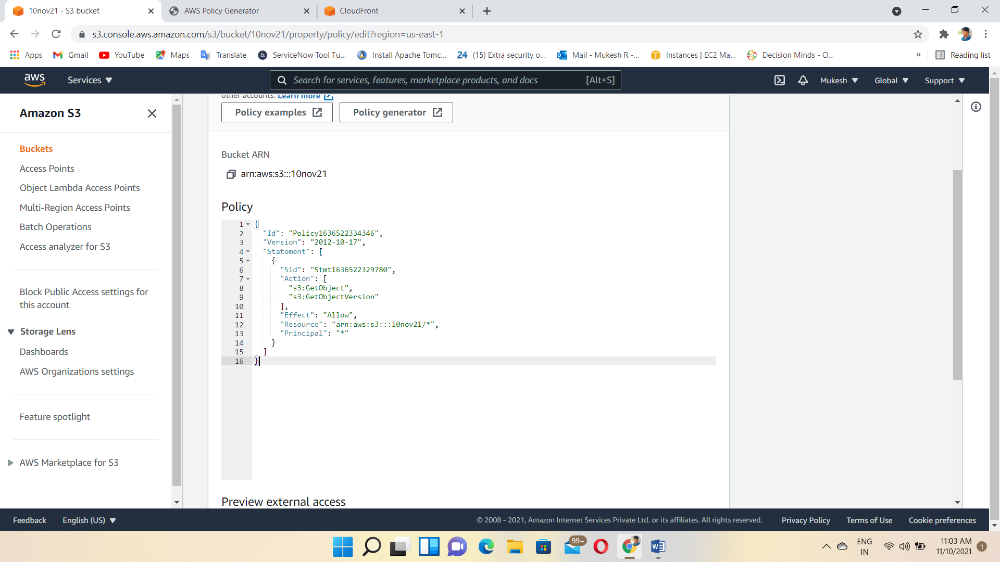 10nov21 - S3 bucket
AWS Policy Generator
CloudFront
s3.console.aws.amazon.com/s3/bucket/10nov21/property/policy/edit?region=us-east-1
Apps
Gmail
YouTube
Maps
Translate
ServiceNow Tool Tu...
Install Apache Tomc...
24 (15) Extra security o...
Mail - Mukesh R -...
Instances | EC2 Ma...
Decision Minds - O...
»
Reading list
aws
Services
Search for services, features, marketplace products, and docs [Alt+S]
Mukesh
Global
Support
Amazon S3
Buckets
Access Points
Object Lambda Access Points
Multi-Region Access Points
Batch Operations
Access analyzer for S3
Block Public Access settings for
this account
Storage Lens
Dashboards
AWS Organizations settings
Feature spotlight
AWS Marketplace for S3
other accounts. Learn more
Policy examples
Policy generator
Bucket ARN
arn:aws:s3:::10nov21
Policy
1 {
2 "Id": "Policy1636522334346",
3 "Version": "2012-10-17",
4 "Statement": [
5 {
6 "Sid": "Stmt1636522329780",
7 "Action": [
8 "s3:GetObject",
9 "s3:GetObjectVersion"
10 ],
11 "Effect": "Allow",
12 "Resource": "arn:aws:s3:::10nov21/*",
13 "Principal": "*"
14 }
15 ]
16 }
Preview external access
Feedback
English (US)
© 2008 - 2021, Amazon Internet Services Private Ltd. or its affiliates. All rights reserved.
Privacy Policy
Terms of Use
Cookie preferences
99+
ENG
IN
11:03 AM
11/10/2021
1